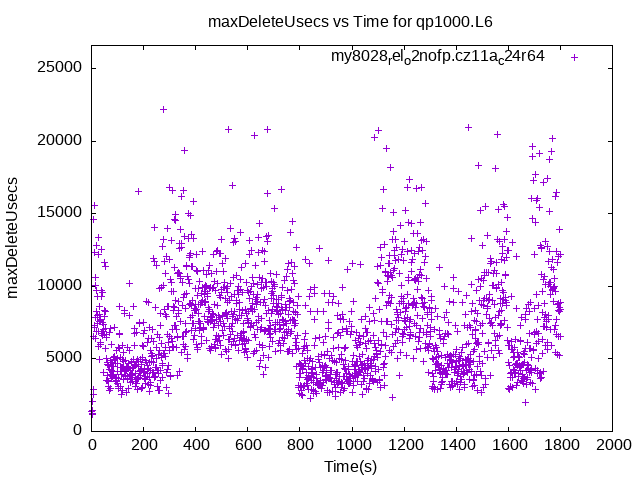 maxDeleteUsecs vs Time for qp1000.L6
my8028rel_o2nofp.cz11a_c24r64
maxDeleteUsecs
25000
20000
15000
10000
5000
0
0 200 400 600 800 1000 1200 1400 1600 1800 2000
Time(s)